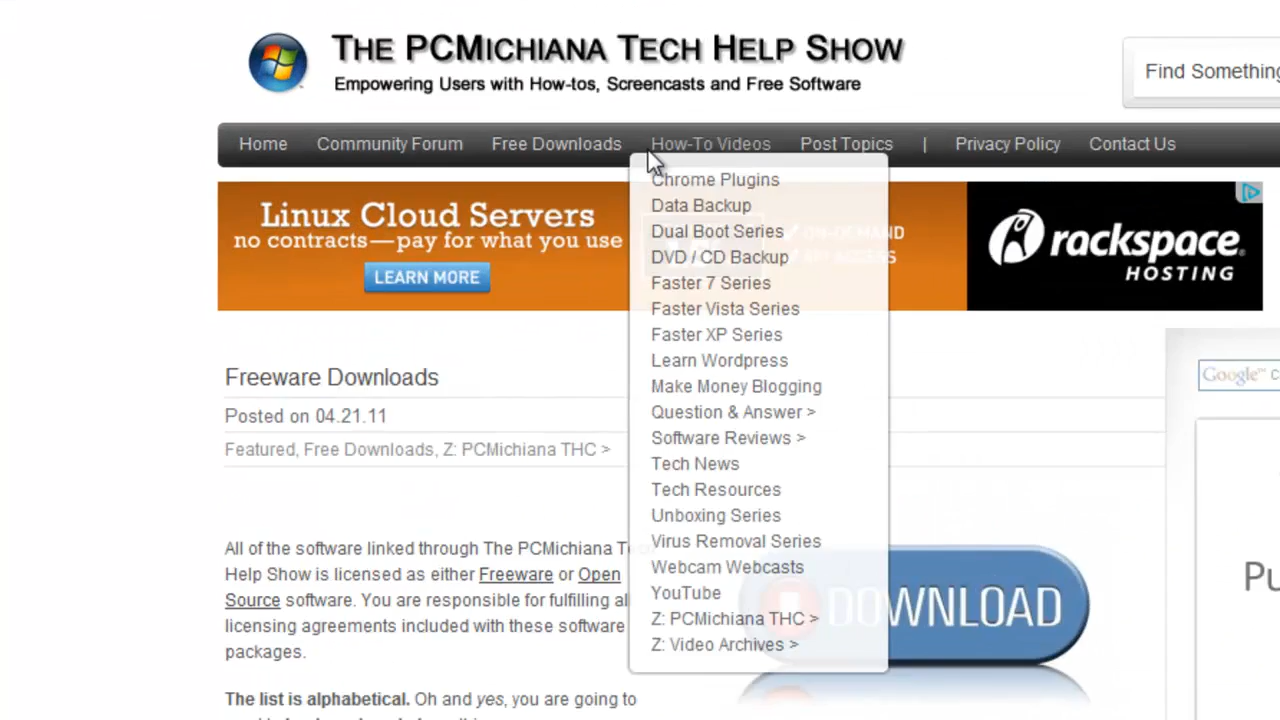 THE PCMICHIANA TECH HELP SHOW
Empowering Users with How-tos, Screencasts and Free Software
Find Something
Home Community Forum Free Downloads How-To Videos Post Topics | Privacy Policy Contact Us
Linux Cloud Servers
no contracts—pay for what you use
LEARN MORE
ON-DEMAND
ACCESS
rackspace
HOSTING
Chrome Plugins
Data Backup
Dual Boot Series
DVD / CD Backup
Faster 7 Series
Faster Vista Series
Faster XP Series
Learn Wordpress
Make Money Blogging
Question & Answer >
Software Reviews >
Tech News
Tech Resources
Unboxing Series
Virus Removal Series
Webcam Webcasts
YouTube
Z: PCMichiana THC >
Z: Video Archives >
Freeware Downloads
Posted on 04.21.11
Featured, Free Downloads, Z: PCMichiana THC >
Google™
All of the software linked through The PCMichiana Tech
Help Show is licensed as either Freeware or Open
Source software. You are responsible for fulfilling all
licensing agreements included with these software
packages.
DOWNLOAD
Pu
The list is alphabetical. Oh and yes, you are going to